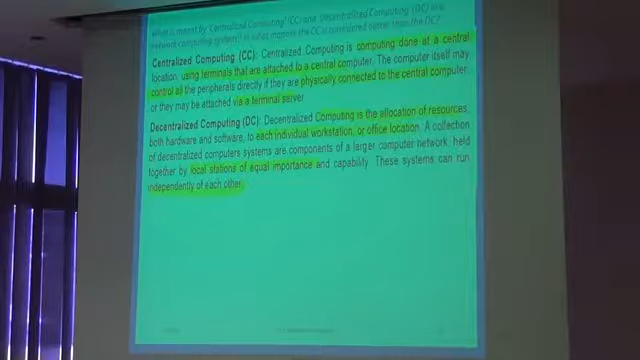 What is meant by 'Centralized Computing' (CC) and 'Decentralized Computing' (DC) are
network computing systems? In what manner the CC is considered better than the DC?
Centralized Computing (CC): Centralized Computing is computing done at a central
location, using terminals that are attached to a central computer. The computer itself may
control all the peripherals directly if they are physically connected to the central computer
or they may be attached via a terminal server
Decentralized Computing (DC): Decentralized Computing is the allocation of resources,
both hardware and software, to each individual workstation, or office location. A collection
of decentralized computers systems are components of a larger computer network, held
together by local stations of equal importance and capability. These systems can run
independently of each other.